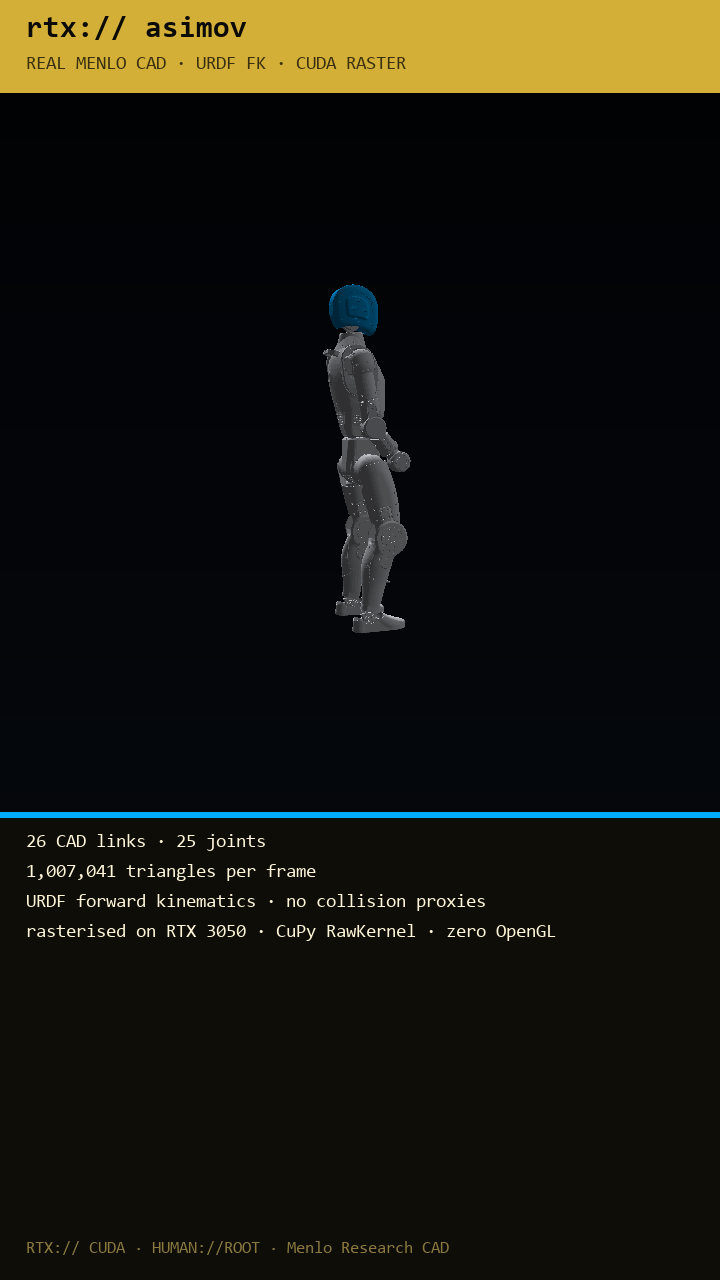 rtx:// asimov
REAL MENLO CAD · URDF FK · CUDA RASTER
26 CAD links · 25 joints
1,007,041 triangles per frame
URDF forward kinematics · no collision proxies
rasterised on RTX 3050 · CuPy RawKernel · zero OpenGL
RTX:// CUDA · HUMAN://ROOT · Menlo Research CAD